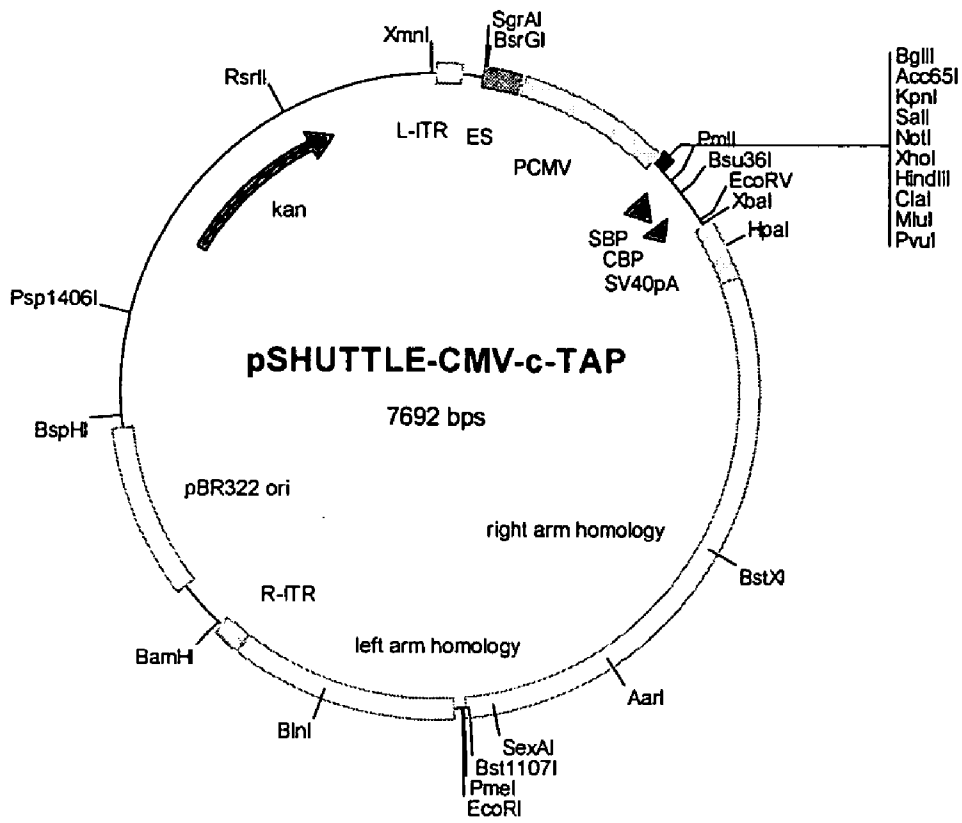 SgrAI
BsrGI
XmnI
RsrII
L-ITR
ES
PCMV
kan
PmlI
Bsu36I
EcoRV
XbaI
HpaI
BglII
Acc65I
KpnI
SalI
NotI
XhoI
HindIII
ClaI
MluI
PvuI
SBP
CBP
SV40pA
Psp1406I
pSHUTTLE-CMV-c-TAP
7692 bps
BspHI
pBR322 ori
right arm homology
BstXI
R-ITR
left arm homology
BamHI
AarI
BlnI
SexAI
Bst1107I
PmeI
EcoRI